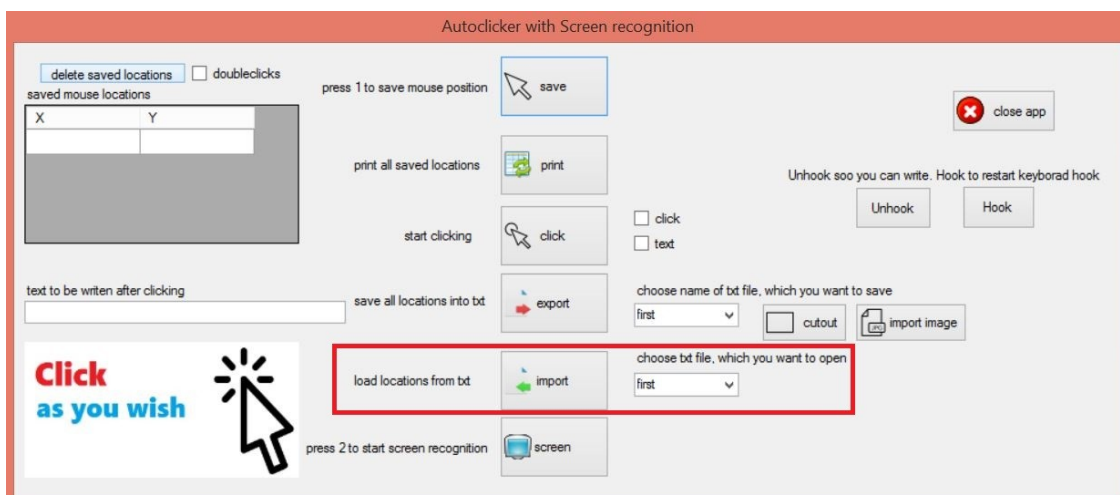 Autoclicker with Screen recognition
delete saved locations
doubleclicks
saved mouse locations
X Y
press 1 to save mouse position
save
close app
print all saved locations
print
Unhook soo you can write. Hook to restart keyborad hook
Unhook
Hook
start clicking
click
click
text
text to be writen after clicking
save all locations into txt
export
choose name of txt file, which you want to save
first
cutout
JPG
import image
Click
as you wish
load locations from txt
import
choose txt file, which you want to open
first
press 2 to start screen recognition
screen